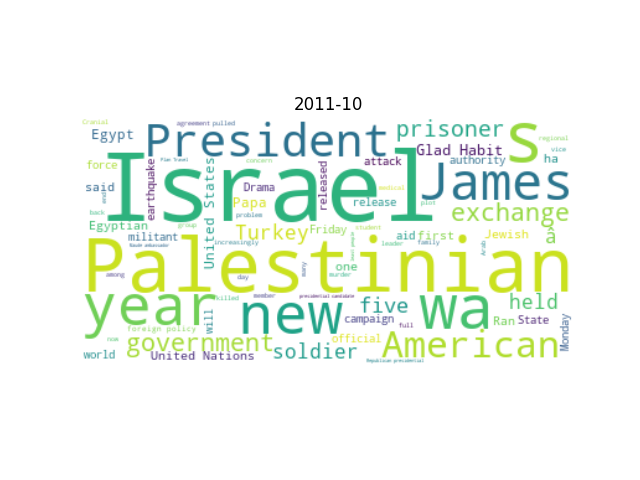 2011-10
Cransal
agreement
pulled
regional
Egypt
President
prisoner
s
vice
Plan Travel
concern
Glad Habit
force
Israel
attack
authority
ha
said
earthquake
United States
Drama
released
medical
James
end
Papa
release
plot
back
problem
exchange
Egyptian
group
Turkey
Friday
student
aid
first
Jewish
â
militant
increasingly
leader
family
Arab
Palestinian
one
among
day
many
murder
year
killed
member
presidential candidate
new
five
wa
held
will
campaign
full
Ran
State
Monday
foreign policy
government
official
American
now
world
United Nations
soldier
Republican presidential